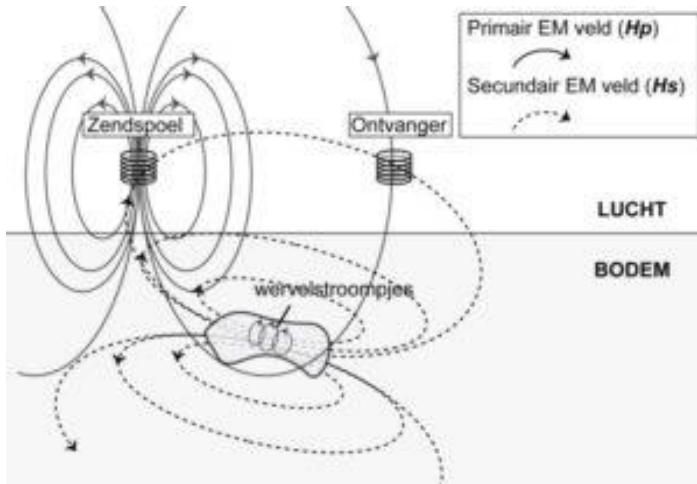 Primair EM veld (Hp)
Secundair EM veld (Hs)
Zendspoel
Ontvanger
LUCHT
BODEM
wervelstroompjes